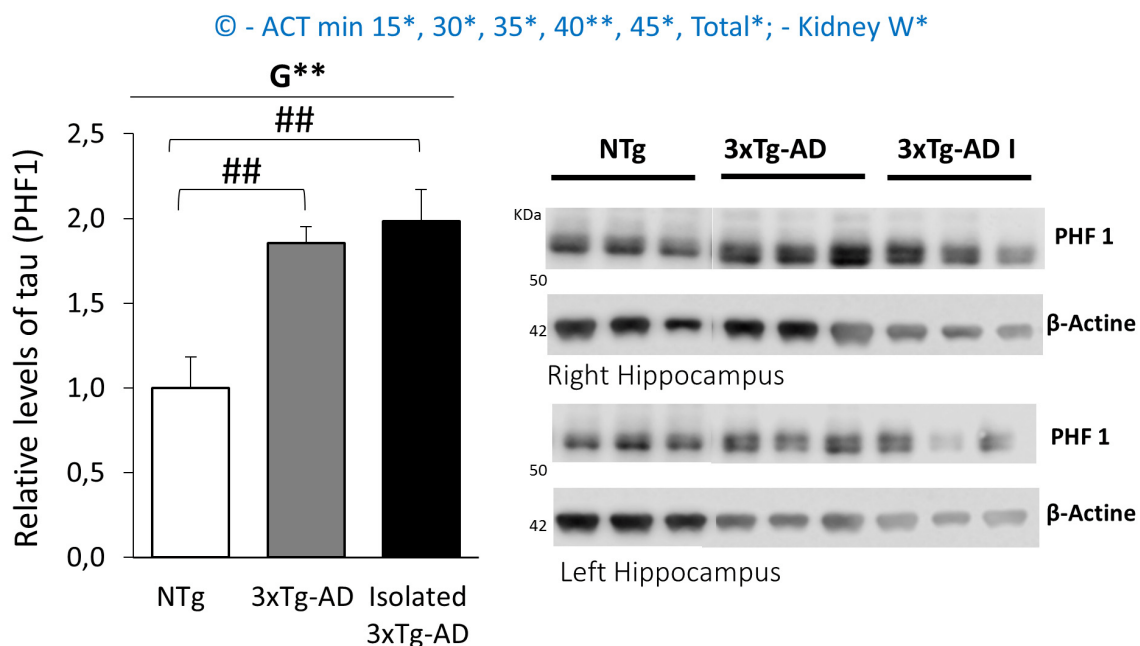 © - ACT min 15*, 30*, 35*, 40**, 45*, Total*; - Kidney W*
G**
##
##
Relative levels of tau (PHF1)
2,5
2,0
1,5
1,0
0,5
0,0
NTg
3xTg-AD
Isolated
3xTg-AD
NTg 3xTg-AD 3xTg-AD I
KDa
PHF 1
50
42
β-Actine
Right Hippocampus
PHF 1
50
42
β-Actine
Left Hippocampus